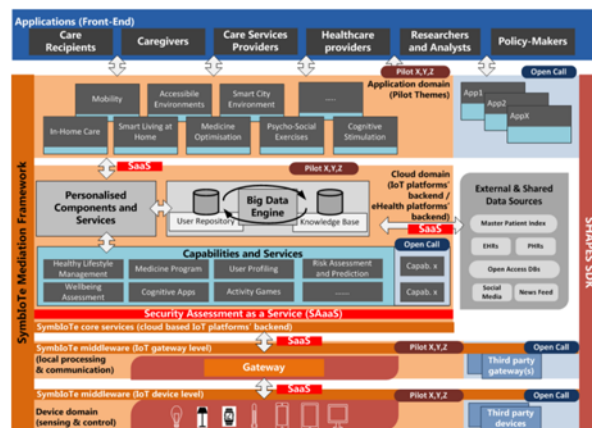 Applications (Front-End)
Care
Recipients
Caregivers
Care Services
Providers
Healthcare
providers
Researchers
and Analysts
Policy-Makers
Pilot X,Y,Z
Open Call
Mobility
Accessibile
Environments
Smart City
Environment
.....
Application domain
(Pilot Themes)
In-Home Care
Smart Living at
Home
Medicine
Optimisation
Psycho-Social
Exercises
Cognitive
Stimulation
App1
App2
AppX
SymbIoTe Mediation Framework
SHAPES SDK
SaaS
Pilot X,Y,Z
Personalised
Components and
Services
Big Data
Engine
User Repository
Knowledge Base
Cloud domain
(IoT platforms'
backend /
eHealth platforms'
backend)
SaaS
External & Shared
Data Sources
Master Patient Index
EHRs
PHRs
Open Access DBs
Social
Media
News Feed
Capabilities and Services
Open Call
Healthy Lifestyle
Management
Medicine Program
User Profiling
Risk Assessment
and Prediction
Capab. x
Wellbeing
Assessment
Cognitive Apps
Activity Games
.......
Capab. x
Security Assessment as a Service (SAaaS)
SymbIoTe core services (cloud based IoT platforms' backend)
SaaS
SymbIoTe middleware (IoT gateway level)
Pilot X,Y,Z
Open Call
(local processing
& communication)
Gateway
Third party
gateway(s)
SaaS
SymbIoTe middleware (IoT device level)
Pilot X,Y,Z
Open Call
Device domain
(sensing & control)
Third party
devices